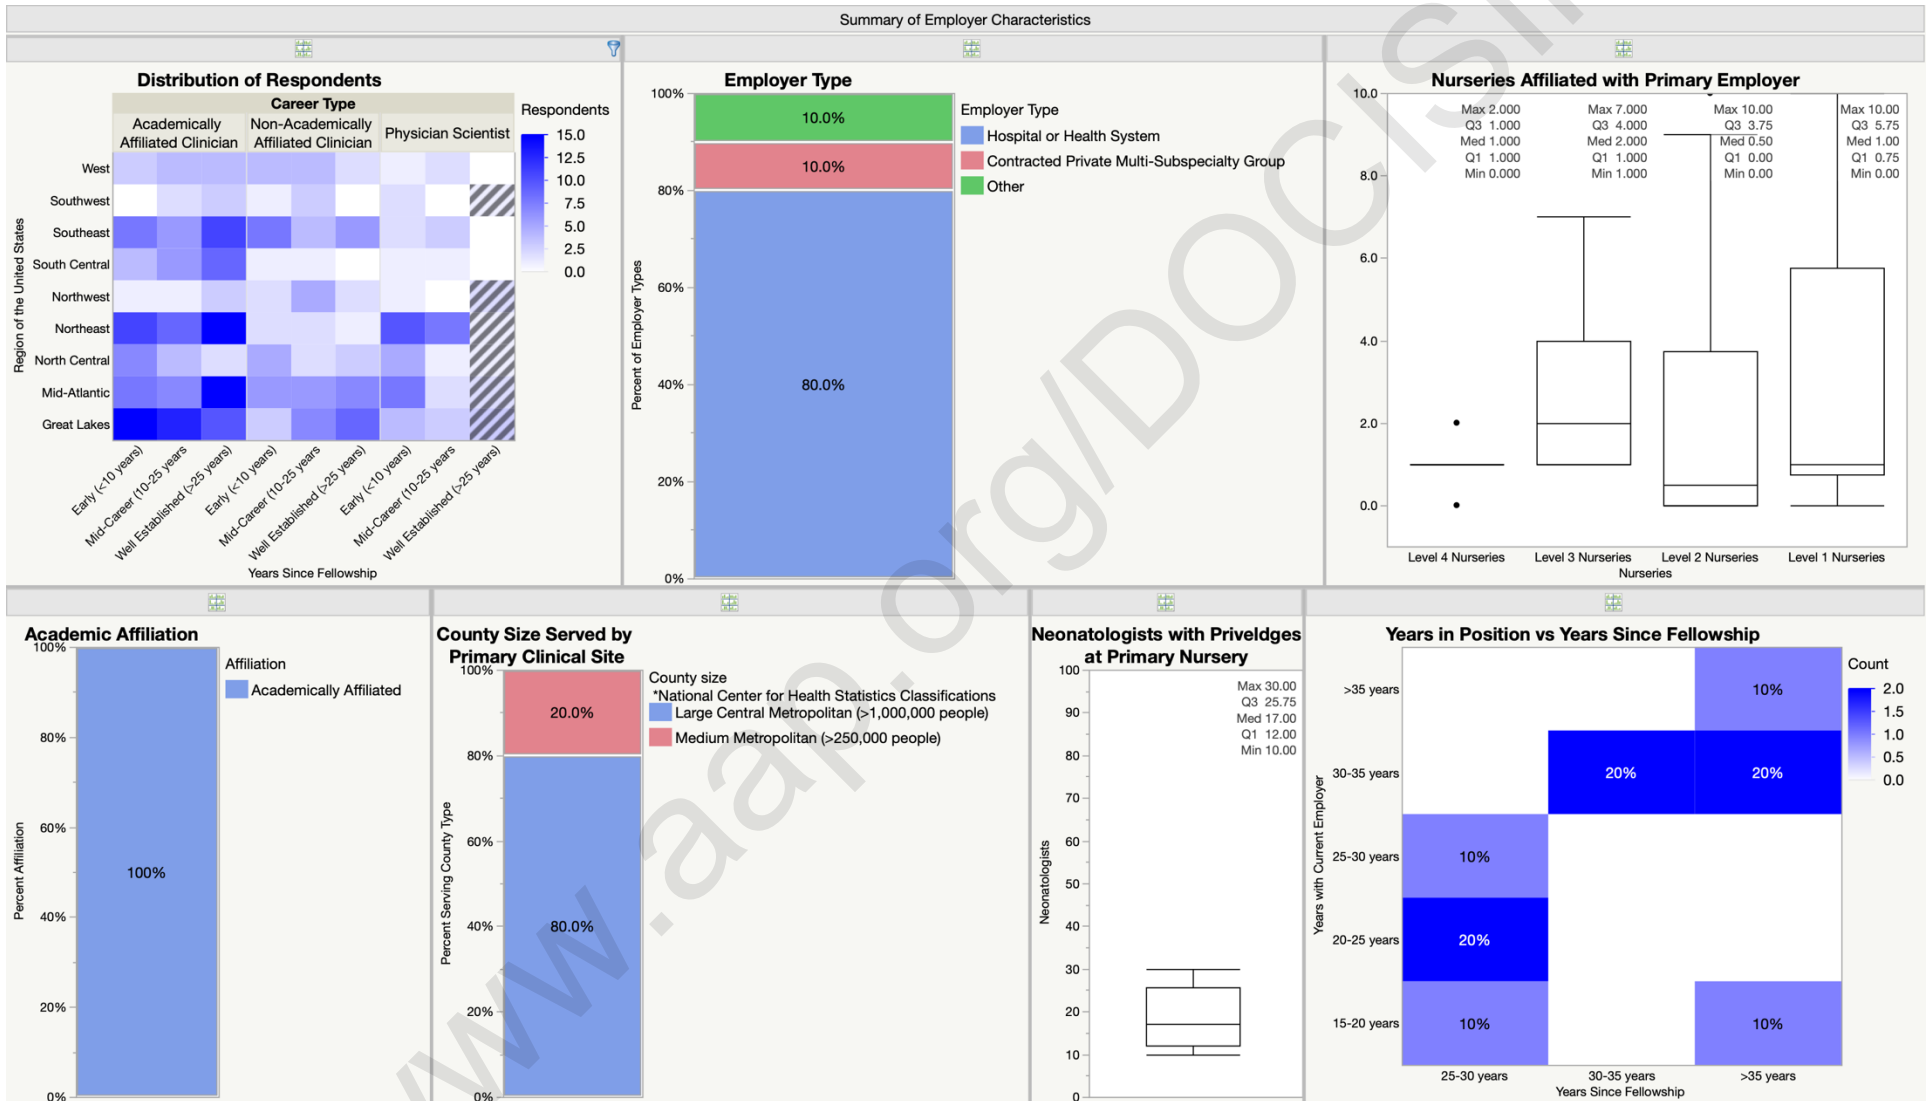 Summary of Employer Characteristics
Distribution of Respondents
Career Type
Academically
Affiliated Clinician
Non-Academically
Affiliated Clinician
Physician Scientist
Respondents
15.0
12.5
10.0
7.5
5.0
2.5
0.0
Region of the United States
West
Southwest
Southeast
South Central
Northwest
Northeast
North Central
Mid-Atlantic
Great Lakes
Early (<10 years)
Mid-Career (10-25 years
Well Established (>25 years)
Early (<10 years)
Mid-Career (10-25 years
Well Established (>25 years)
Early (<10 years)
Mid-Career (10-25 years
Well Established (>25 years)
Years Since Fellowship
Employer Type
Percent of Employer Types
100%
80%
60%
40%
20%
0%
10.0%
10.0%
80.0%
Employer Type
Hospital or Health System
Contracted Private Multi-Subspecialty Group
Other
Nurseries Affiliated with Primary Employer
10.0
8.0
6.0
4.0
2.0
0.0
Max 2.000
Q3 1.000
Med 1.000
Q1 1.000
Min 0.000
Max 7.000
Q3 4.000
Med 2.000
Q1 1.000
Min 1.000
Max 10.00
Q3 3.75
Med 0.50
Q1 0.00
Min 0.00
Max 10.00
Q3 5.75
Med 1.00
Q1 0.75
Min 0.00
Level 4 Nurseries
Level 3 Nurseries
Level 2 Nurseries
Level 1 Nurseries
Nurseries
Academic Affiliation
Percent Affiliation
100%
80%
60%
40%
20%
0%
100%
Affiliation
Academically Affiliated
County Size Served by
Primary Clinical Site
Percent Serving County Type
100%
80%
60%
40%
20%
0%
20.0%
80.0%
County size
*National Center for Health Statistics Classifications
Large Central Metropolitan (>1,000,000 people)
Medium Metropolitan (>250,000 people)
Neonatologists with Priveldges
at Primary Nursery
Neonatologists
100
90
80
70
60
50
40
30
20
10
0
Max 30.00
Q3 25.75
Med 17.00
Q1 12.00
Min 10.00
Years in Position vs Years Since Fellowship
Years with Current Employer
>35 years
30-35 years
25-30 years
20-25 years
15-20 years
10%
20%
20%
10%
20%
10%
10%
25-30 years
30-35 years
>35 years
Years Since Fellowship
Count
2.0
1.5
1.0
0.5
0.0